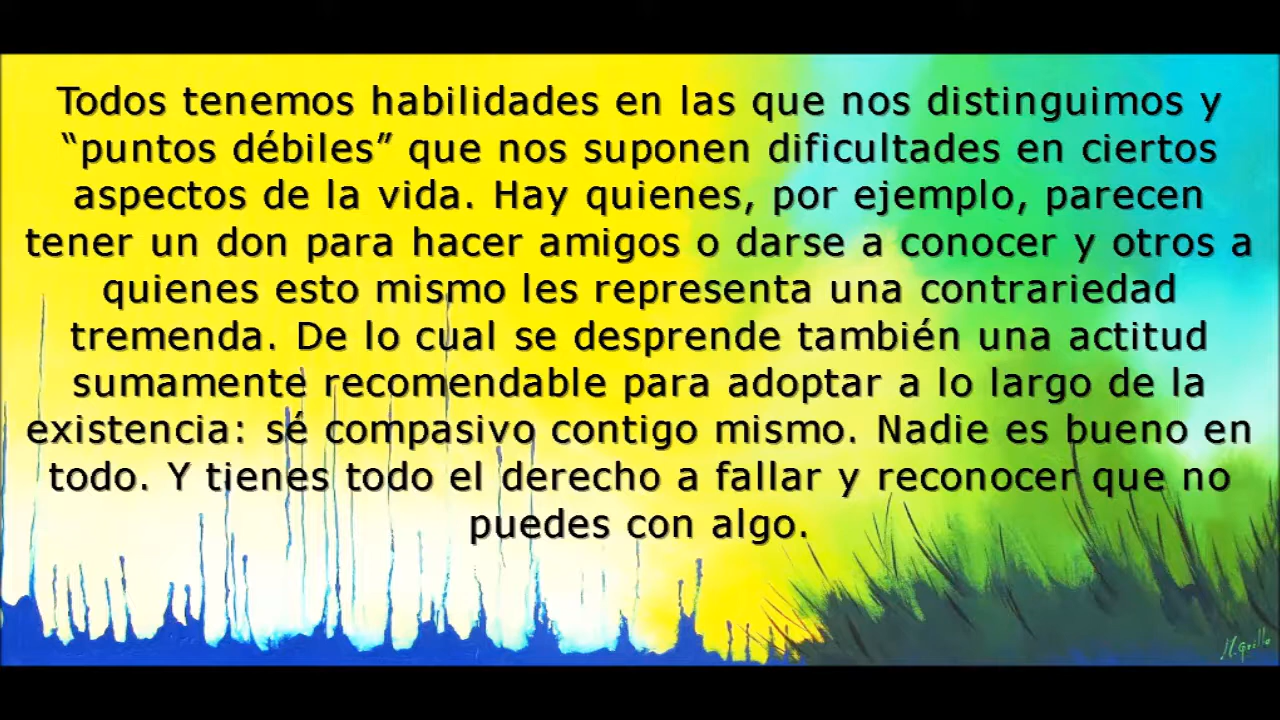 Todos tenemos habilidades en las que nos distinguimos y
“puntos débiles” que nos suponen dificultades en ciertos
aspectos de la vida. Hay quienes, por ejemplo, parecen
tener un don para hacer amigos o darse a conocer y otros a
quienes esto mismo les representa una contrariedad
tremenda. De lo cual se desprende también una actitud
sumamente recomendable para adoptar a lo largo de la
existencia: sé compasivo contigo mismo. Nadie es bueno en
todo. Y tienes todo el derecho a fallar y reconocer que no
puedes con algo.